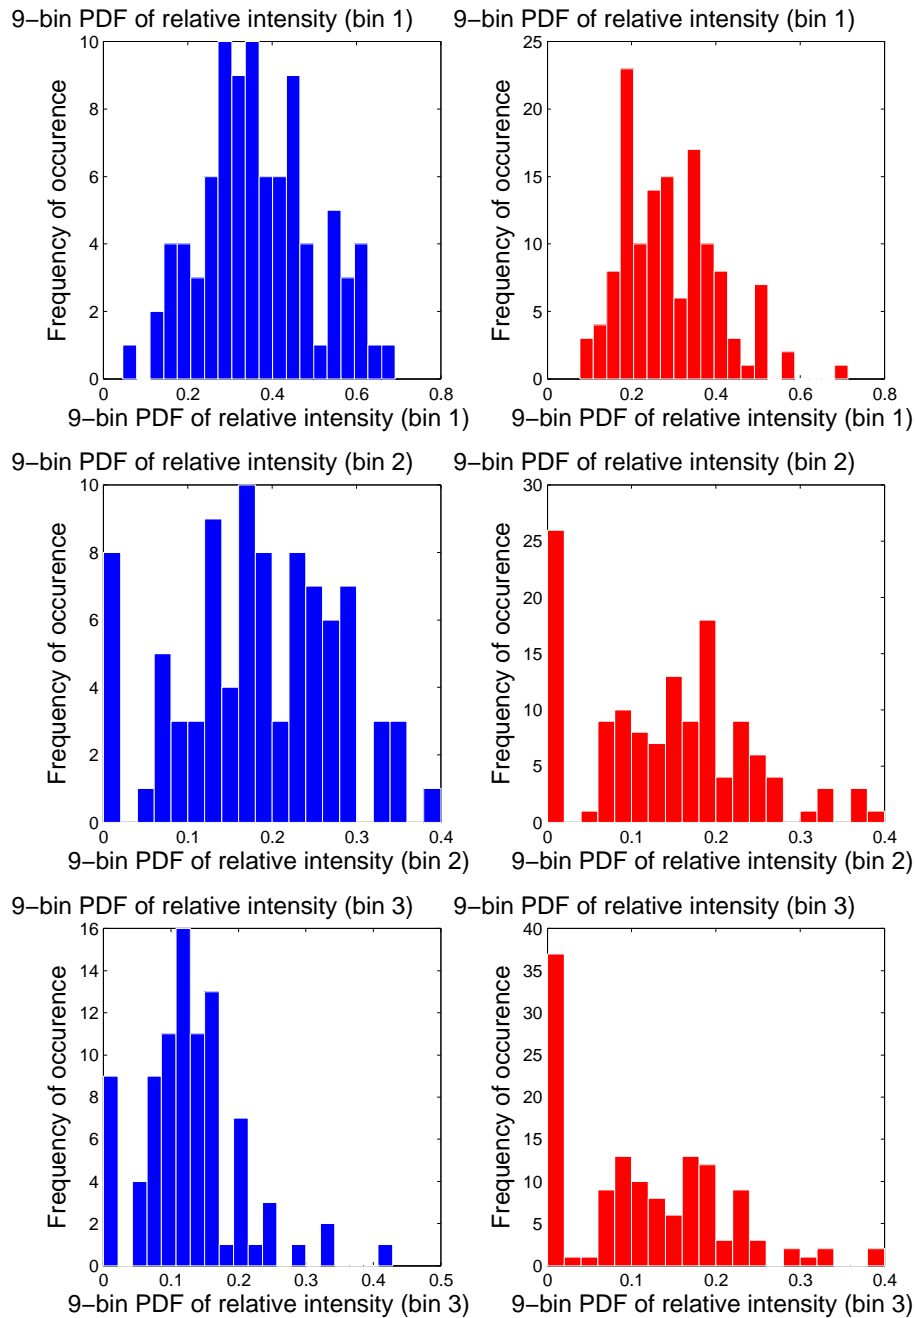 9−bin PDF of relative intensity (bin 1) 9−bin PDF of relative intensity (bin 1)
10
8
6
4
2
0
Frequency of occurence
0 0.2 0.4 0.6 0.8
9−bin PDF of relative intensity (bin 1)
25
20
15
10
5
0
Frequency of occurence
0 0.2 0.4 0.6 0.8
9−bin PDF of relative intensity (bin 1)
9−bin PDF of relative intensity (bin 2) 9−bin PDF of relative intensity (bin 2)
10
8
6
4
2
0
Frequency of occurence
0 0.1 0.2 0.3 0.4
9−bin PDF of relative intensity (bin 2)
30
25
20
15
10
5
0
Frequency of occurence
0 0.1 0.2 0.3 0.4
9−bin PDF of relative intensity (bin 2)
9−bin PDF of relative intensity (bin 3) 9−bin PDF of relative intensity (bin 3)
16
14
12
10
8
6
4
2
0
Frequency of occurence
0 0.1 0.2 0.3 0.4 0.5
9−bin PDF of relative intensity (bin 3)
40
35
30
25
20
15
10
5
0
Frequency of occurence
0 0.1 0.2 0.3 0.4
9−bin PDF of relative intensity (bin 3)